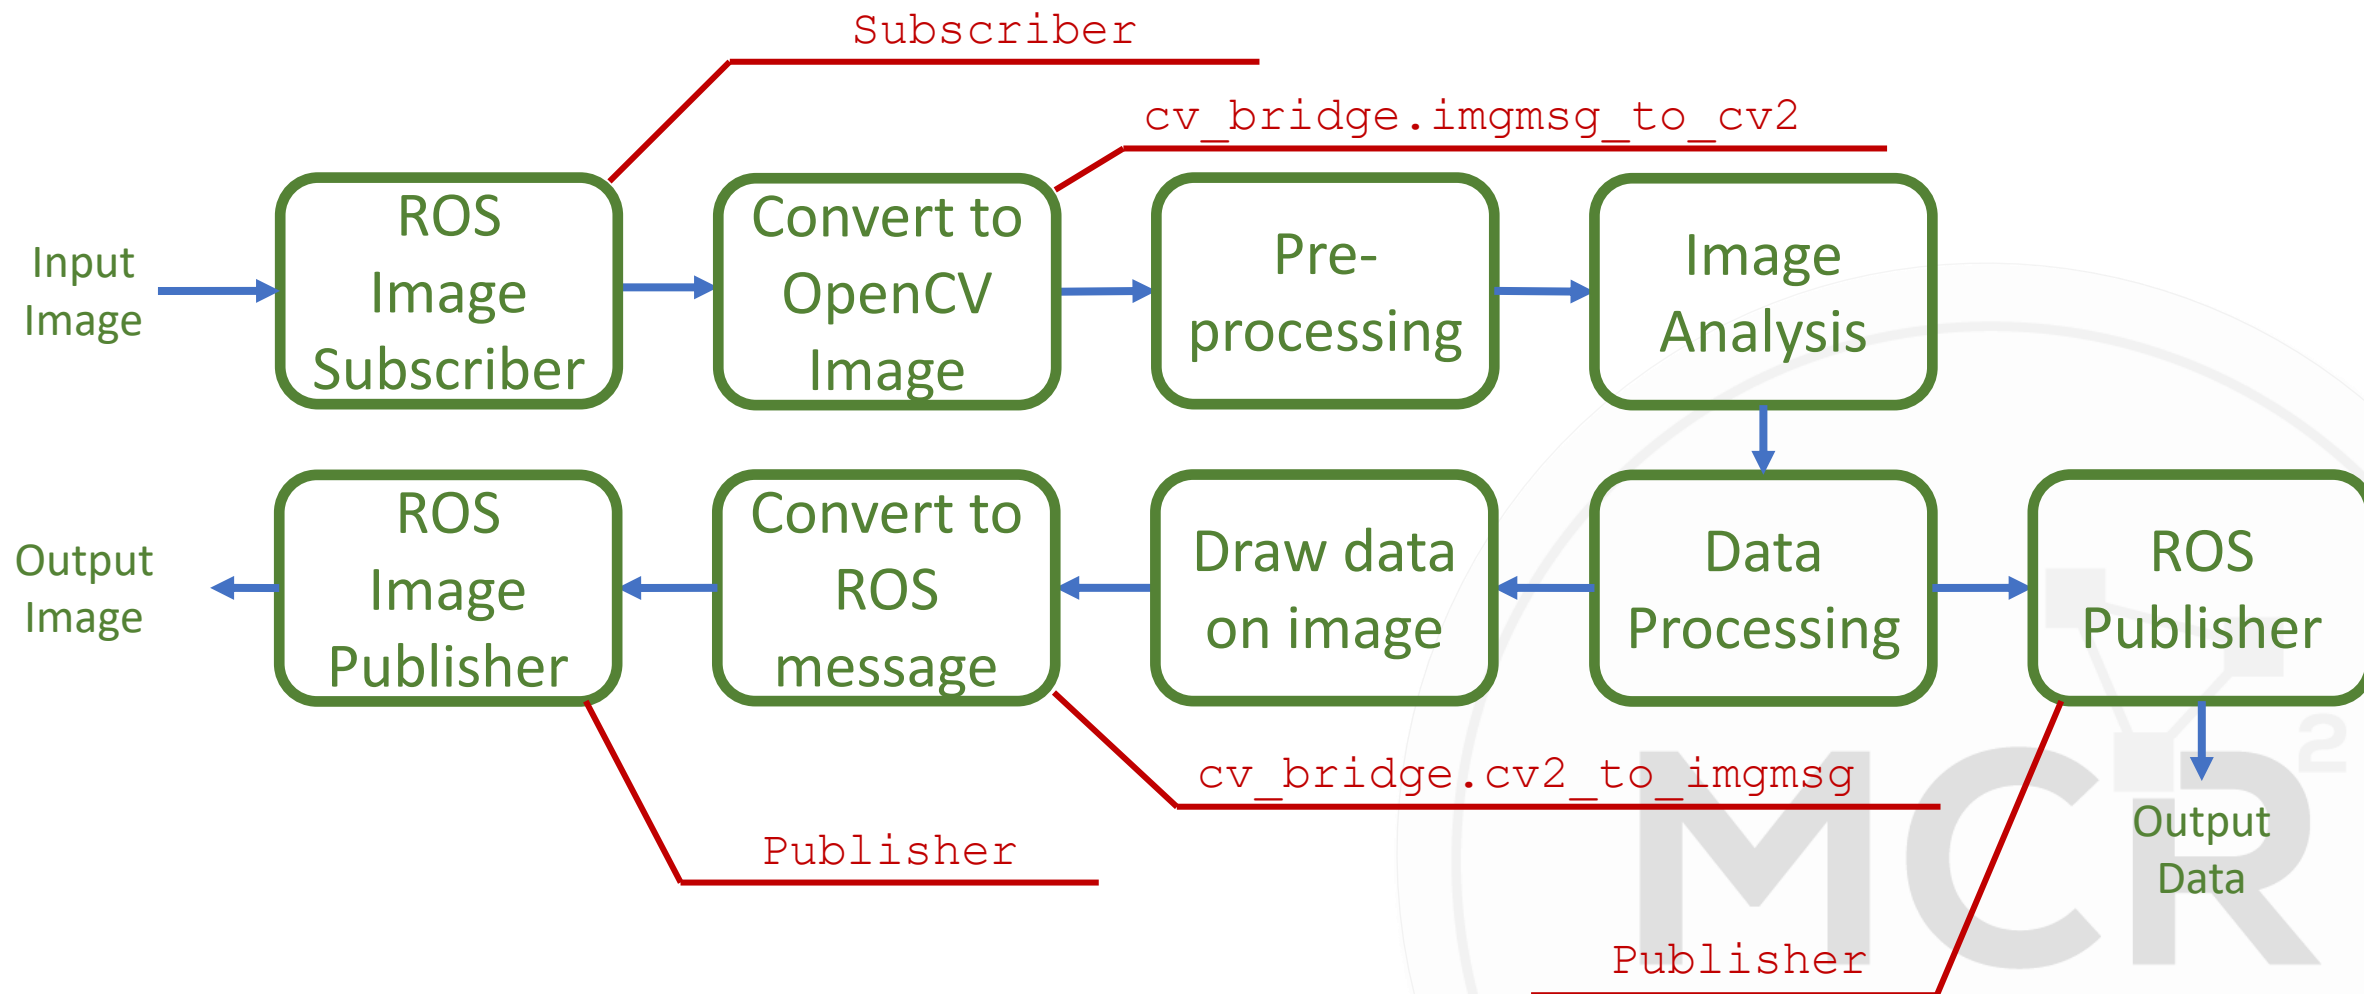 Subscriber
cv_bridge.imgmsg_to_cv2
Input
Image
ROS
Image
Subscriber
Convert to
OpenCV
Image
Pre-
processing
Image
Analysis
Output
Image
ROS
Image
Publisher
Convert to
ROS
message
Draw data
on image
Data
Processing
ROS
Publisher
cv_bridge.cv2_to_imgmsg
Publisher
Output
Data
Publisher
MCR
2